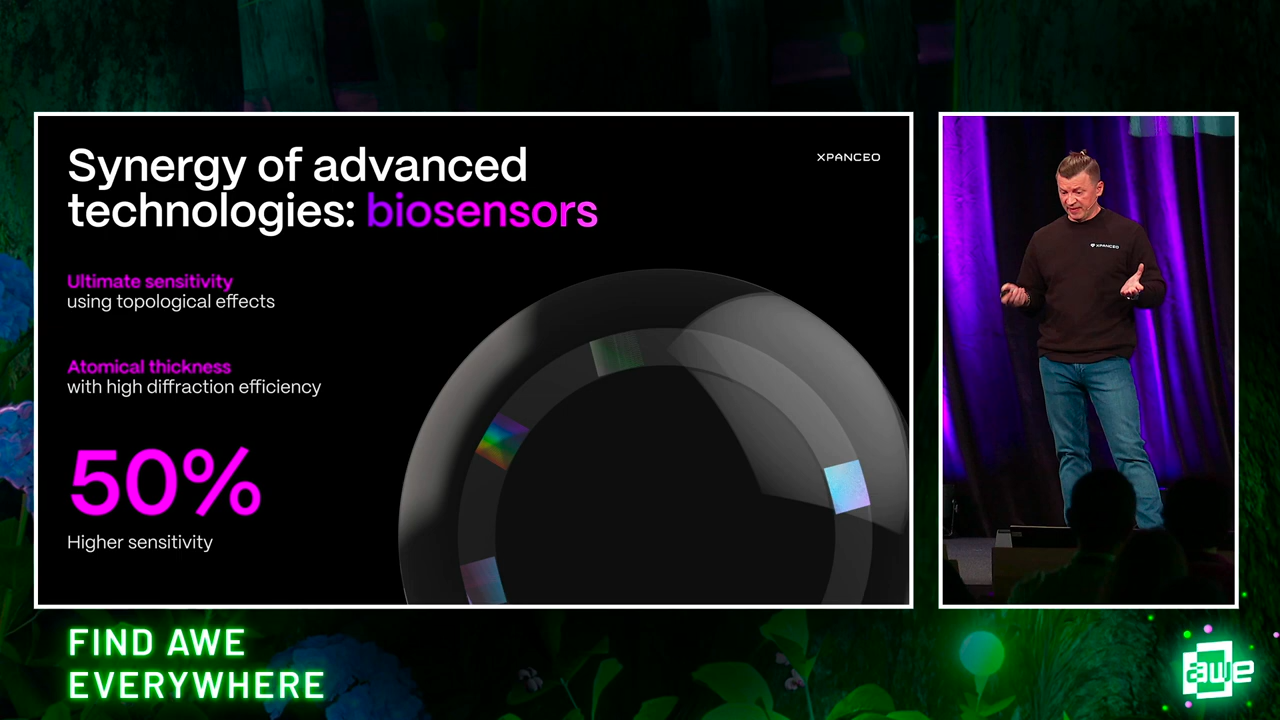 Synergy of advanced
technologies: biosensors
XPANCEO
Ultimate sensitivity
using topological effects
Atomical thickness
with high diffraction efficiency
50%
Higher sensitivity
XPANCEO
FIND AWE
EVERYWHERE
awe